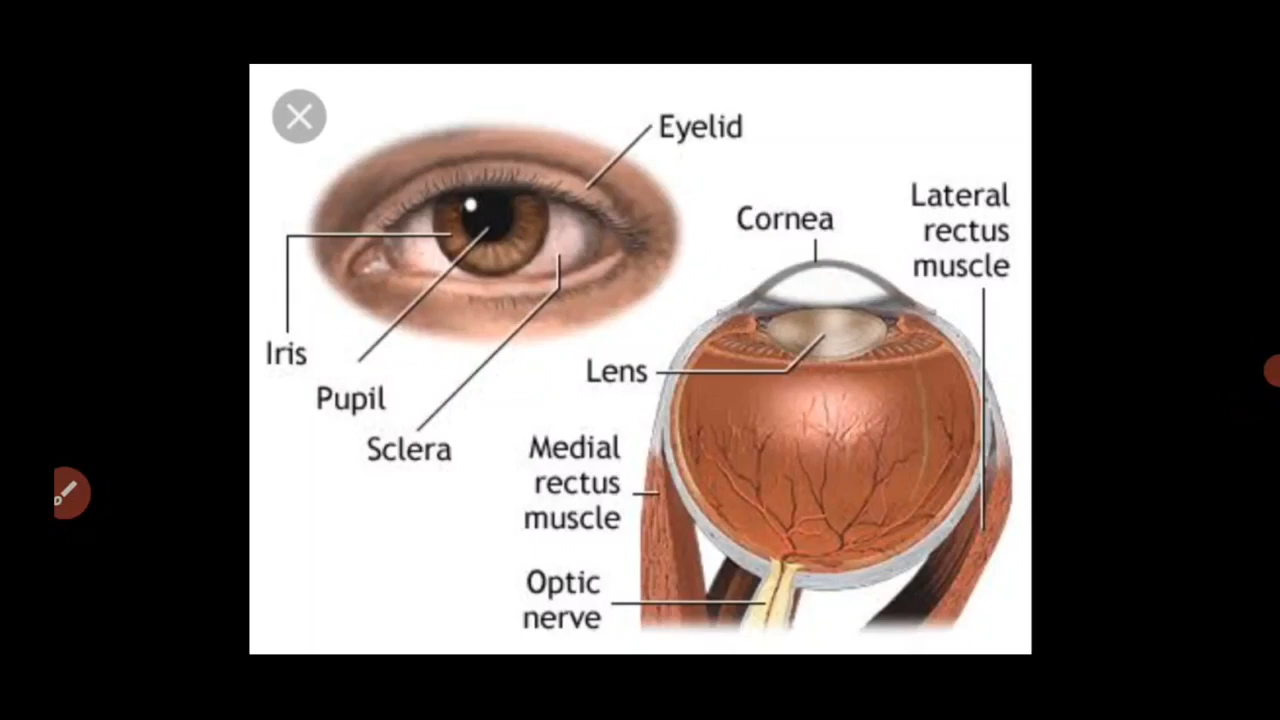 Eyelid
Lateral
rectus
muscle
Cornea
Iris
Lens
Pupil
Sclera
Medial
rectus
muscle
Optic
nerve